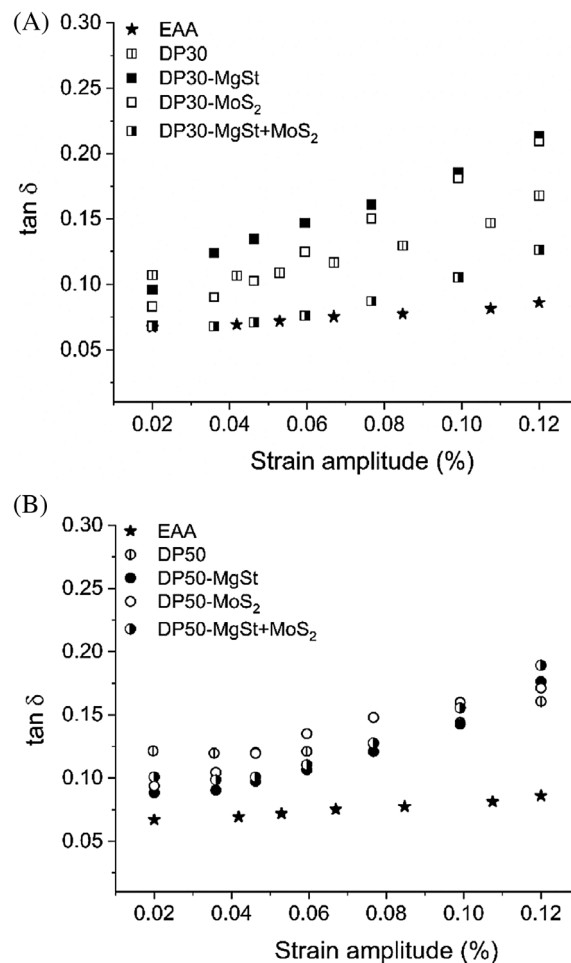 (A)
0.30
0.25
0.20
0.15
0.10
0.05
tan δ
EAA
DP30
DP30-MgSt
DP30-MoS₂
DP30-MgSt+MoS₂
0.02 0.04 0.06 0.08 0.10 0.12
Strain amplitude (%)
(B)
0.30
0.25
0.20
0.15
0.10
0.05
tan δ
EAA
DP50
DP50-MgSt
DP50-MoS₂
DP50-MgSt+MoS₂
0.02 0.04 0.06 0.08 0.10 0.12
Strain amplitude (%)